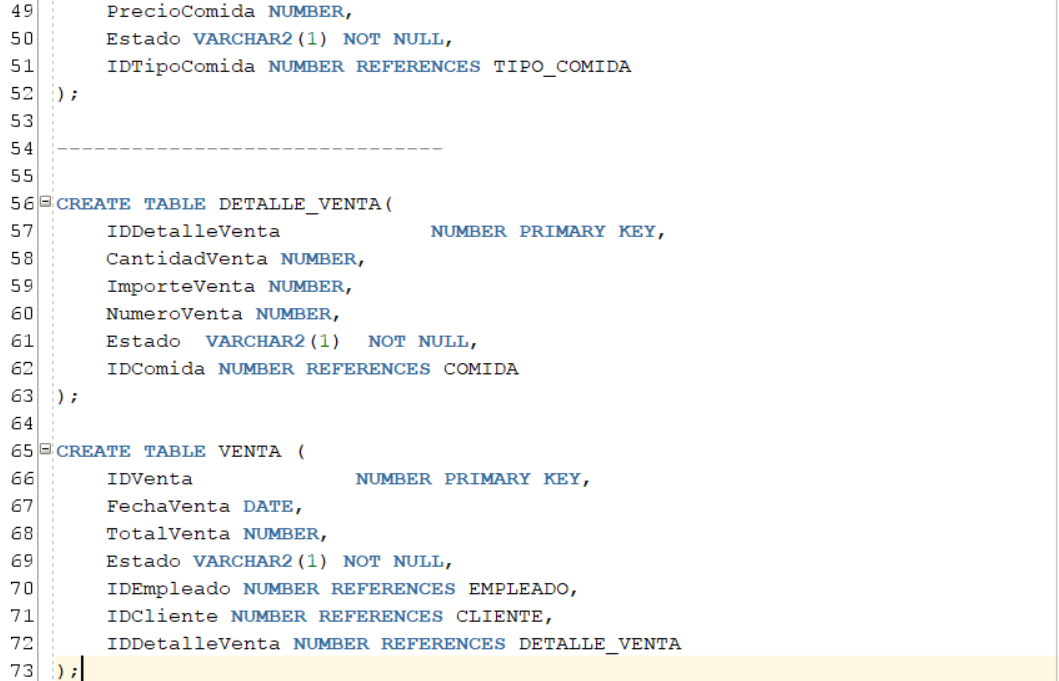 49 PrecioComida NUMBER,
50 Estado VARCHAR2(1) NOT NULL,
51 IDTipoComida NUMBER REFERENCES TIPO_COMIDA
52 );
53
54 -------------------------------
55
56 CREATE TABLE DETALLE_VENTA(
57 IDDetalleVenta NUMBER PRIMARY KEY,
58 CantidadVenta NUMBER,
59 ImporteVenta NUMBER,
60 NumeroVenta NUMBER,
61 Estado VARCHAR2(1) NOT NULL,
62 IDComida NUMBER REFERENCES COMIDA
63 );
64
65 CREATE TABLE VENTA (
66 IDVenta NUMBER PRIMARY KEY,
67 FechaVenta DATE,
68 TotalVenta NUMBER,
69 Estado VARCHAR2(1) NOT NULL,
70 IDEmpleado NUMBER REFERENCES EMPLEADO,
71 IDCliente NUMBER REFERENCES CLIENTE,
72 IDDetalleVenta NUMBER REFERENCES DETALLE_VENTA
73 );